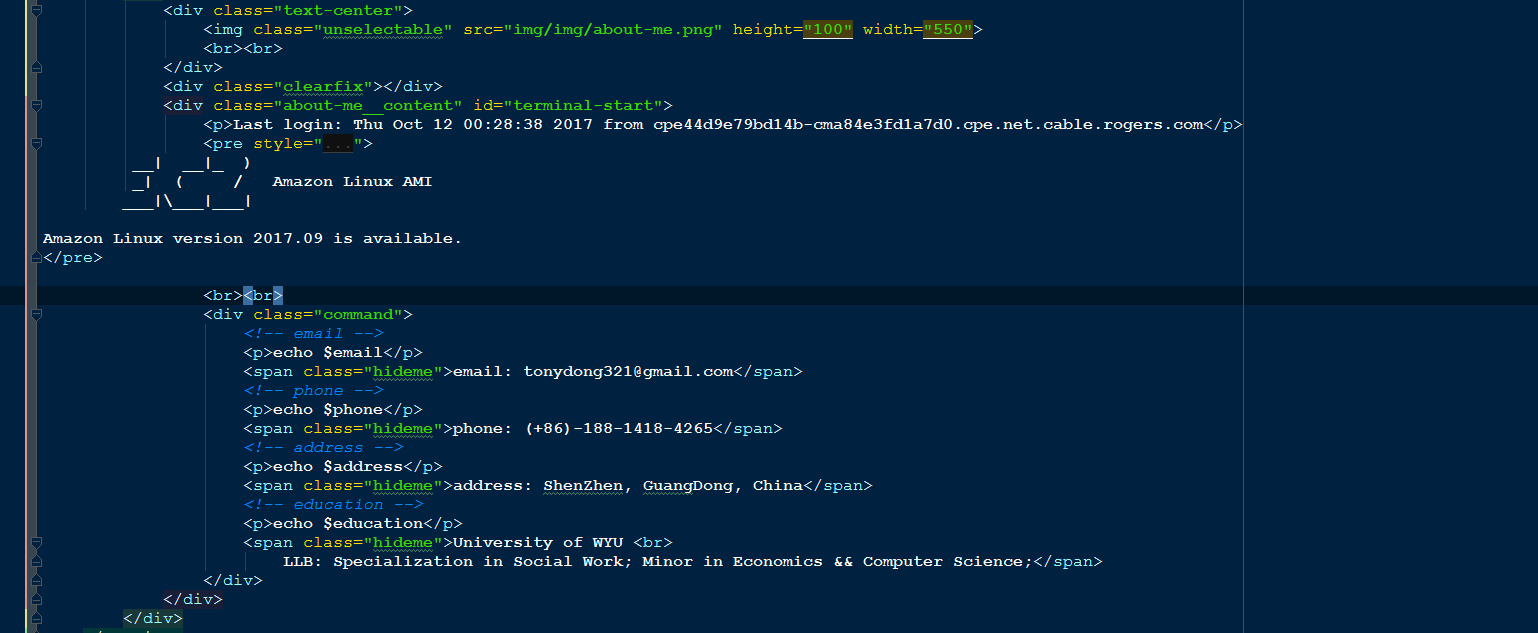 <div class="text-center">
<img class="unselectable" src="img/img/about-me.png" height="100" width="550">
<br><br>
</div>
<div class="clearfix"></div>
<div class="about-me__content" id="terminal-start">
<p>Last login: Thu Oct 12 00:28:38 2017 from cpe44d9e79bd14b-cma84e3fd1a7d0.cpe.net.cable.rogers.com</p>
<pre style="...">
__|  __|_  )
_|  (     /   Amazon Linux AMI
___|\___|___|
Amazon Linux version 2017.09 is available.
</pre>
<br><br>
<div class="command">
<!-- email -->
<p>echo $email</p>
<span class="hideme">email: tonydong321@gmail.com</span>
<!-- phone -->
<p>echo $phone</p>
<span class="hideme">phone: (+86)-188-1418-4265</span>
<!-- address -->
<p>echo $address</p>
<span class="hideme">address: ShenZhen, GuangDong, China</span>
<!-- education -->
<p>echo $education</p>
<span class="hideme">University of WYU <br>
LLB: Specialization in Social Work; Minor in Economics && Computer Science;</span>
</div>
</div>
</div>